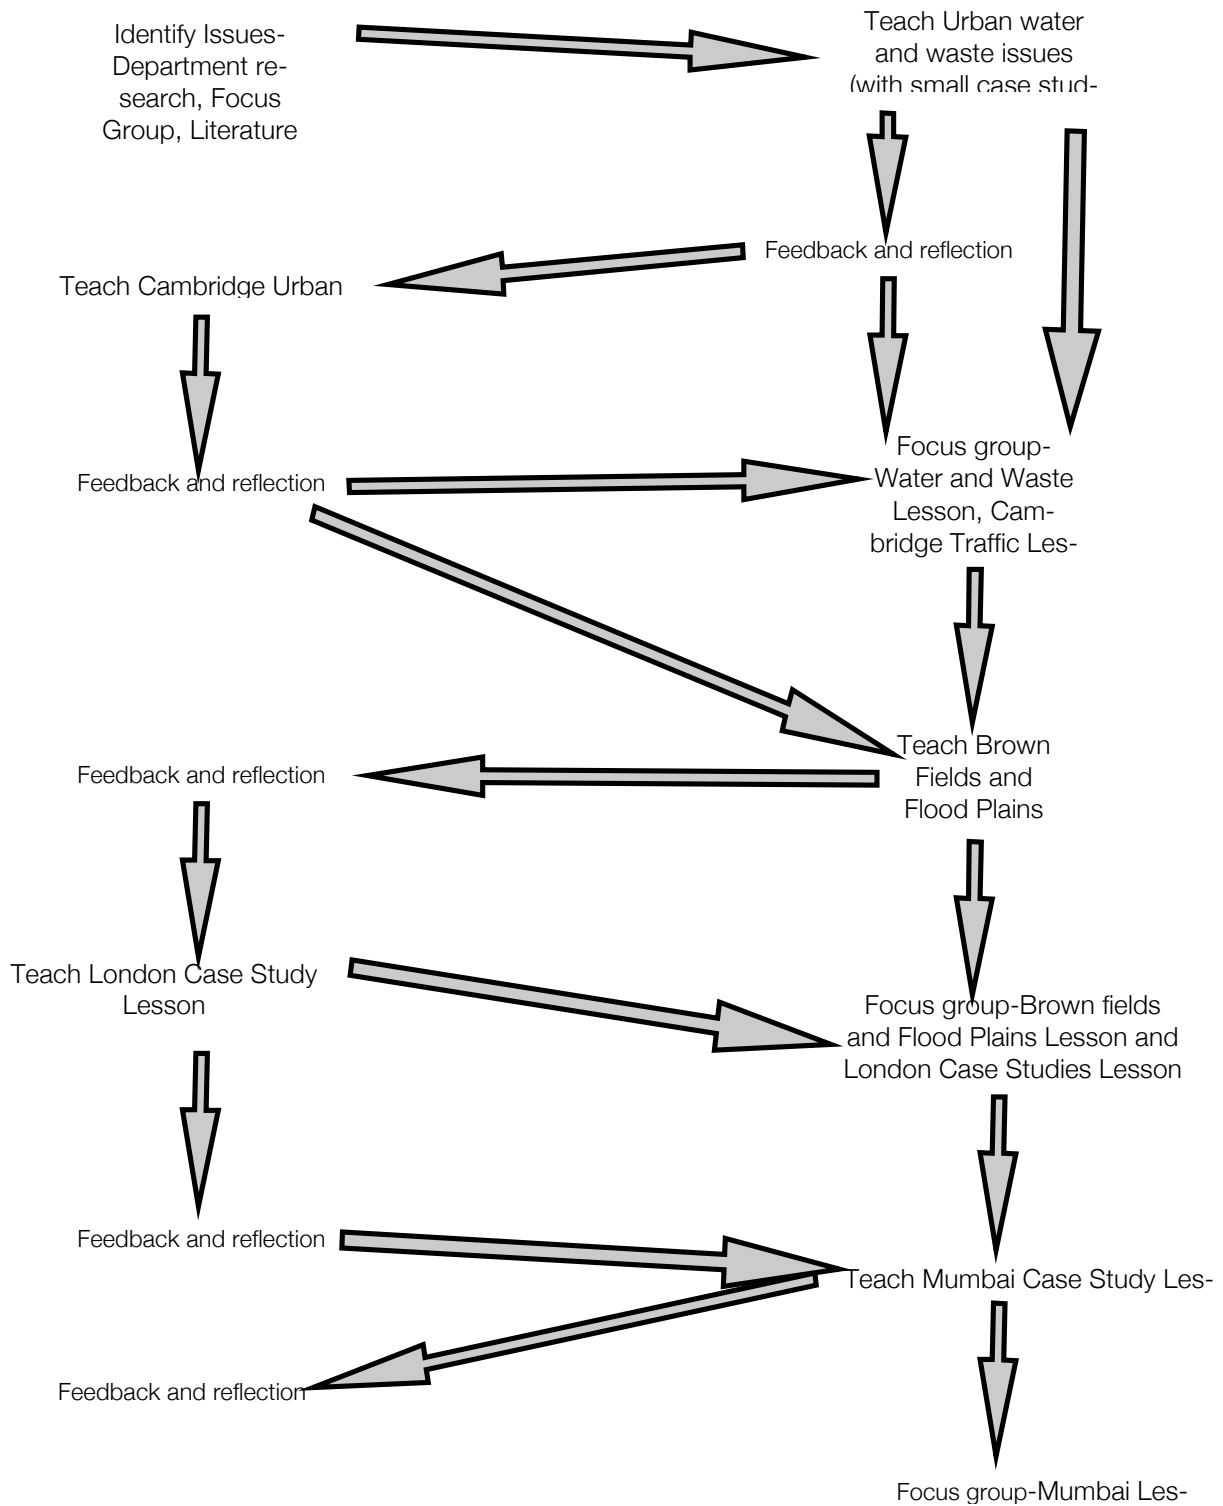 Identify Issues-
Department re-
search, Focus
Group, Literature
Teach Urban water
and waste issues
(with small case stud-
Feedback and reflection
Teach Cambridge Urban
Feedback and reflection
Focus group-
Water and Waste
Lesson, Cam-
bridge Traffic Les-
Teach Brown
Fields and
Flood Plains
Feedback and reflection
Teach London Case Study
Lesson
Focus group-Brown fields
and Flood Plains Lesson and
London Case Studies Lesson
Feedback and reflection
Teach Mumbai Case Study Les-
Feedback and reflection
Focus group-Mumbai Les-